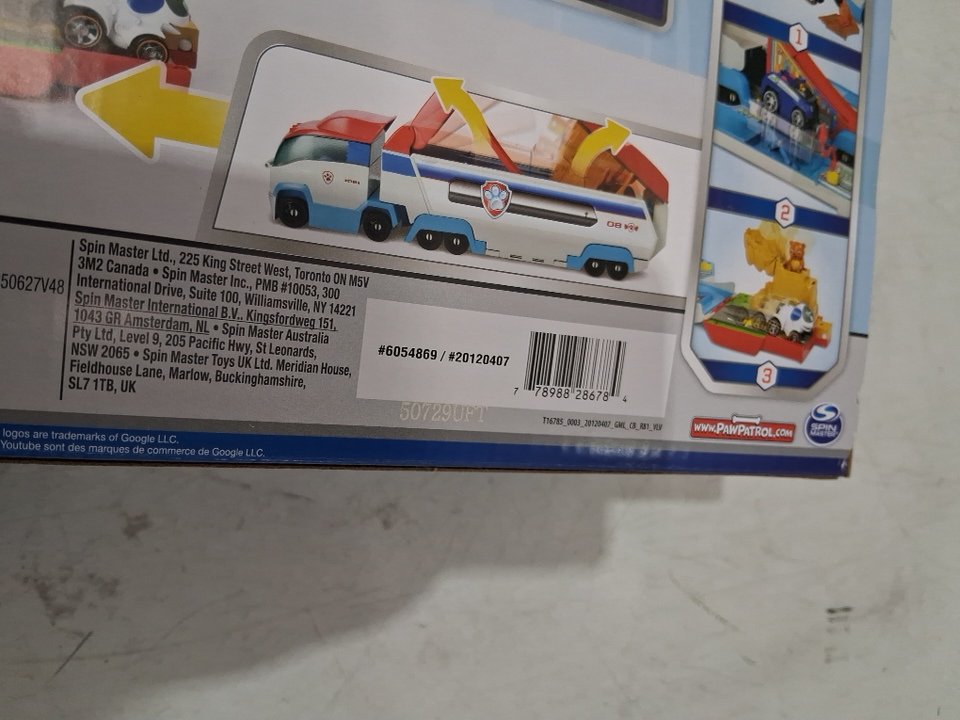 1
2
3
08
50627V48
Spin Master Ltd., 225 King Street West, Toronto ON M5V
3M2 Canada • Spin Master Inc., PMB #10053, 300
International Drive, Suite 100, Williamsville, NY 14221
Spin Master International B.V., Kingsfordweg 151,
1043 GR Amsterdam, NL • Spin Master Australia
Pty Ltd, Level 9, 205 Pacific Hwy, St Leonards,
NSW 2065 • Spin Master Toys UK Ltd. Meridian House,
Fieldhouse Lane, Marlow, Buckinghamshire,
SL7 1TB, UK
#6054869 / #20120407
7 78988 28678 4
50729UFT
T16785_0003_20120407_GML_CB_R81_VLV
WWW.PAWPATROL.COM
SPIN MASTER
logos are trademarks of Google LLC.
Youtube sont des marques de commerce de Google LLC.